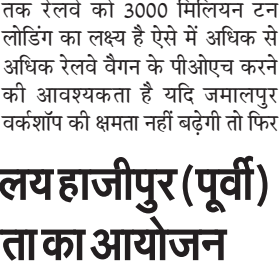 तक रेलवे को 3000 मिलियन टन
लोडिंग का लक्ष्य है ऐसे में अधिक से
अधिक रेलवे वैगन के पीओएच करने
की आवश्यकता है यदि जमालपुर
वर्कशॉप की क्षमता नहीं बढ़ेगी तो फिर
लय हाजीपुर (पूर्वी)
ता का आयोजन